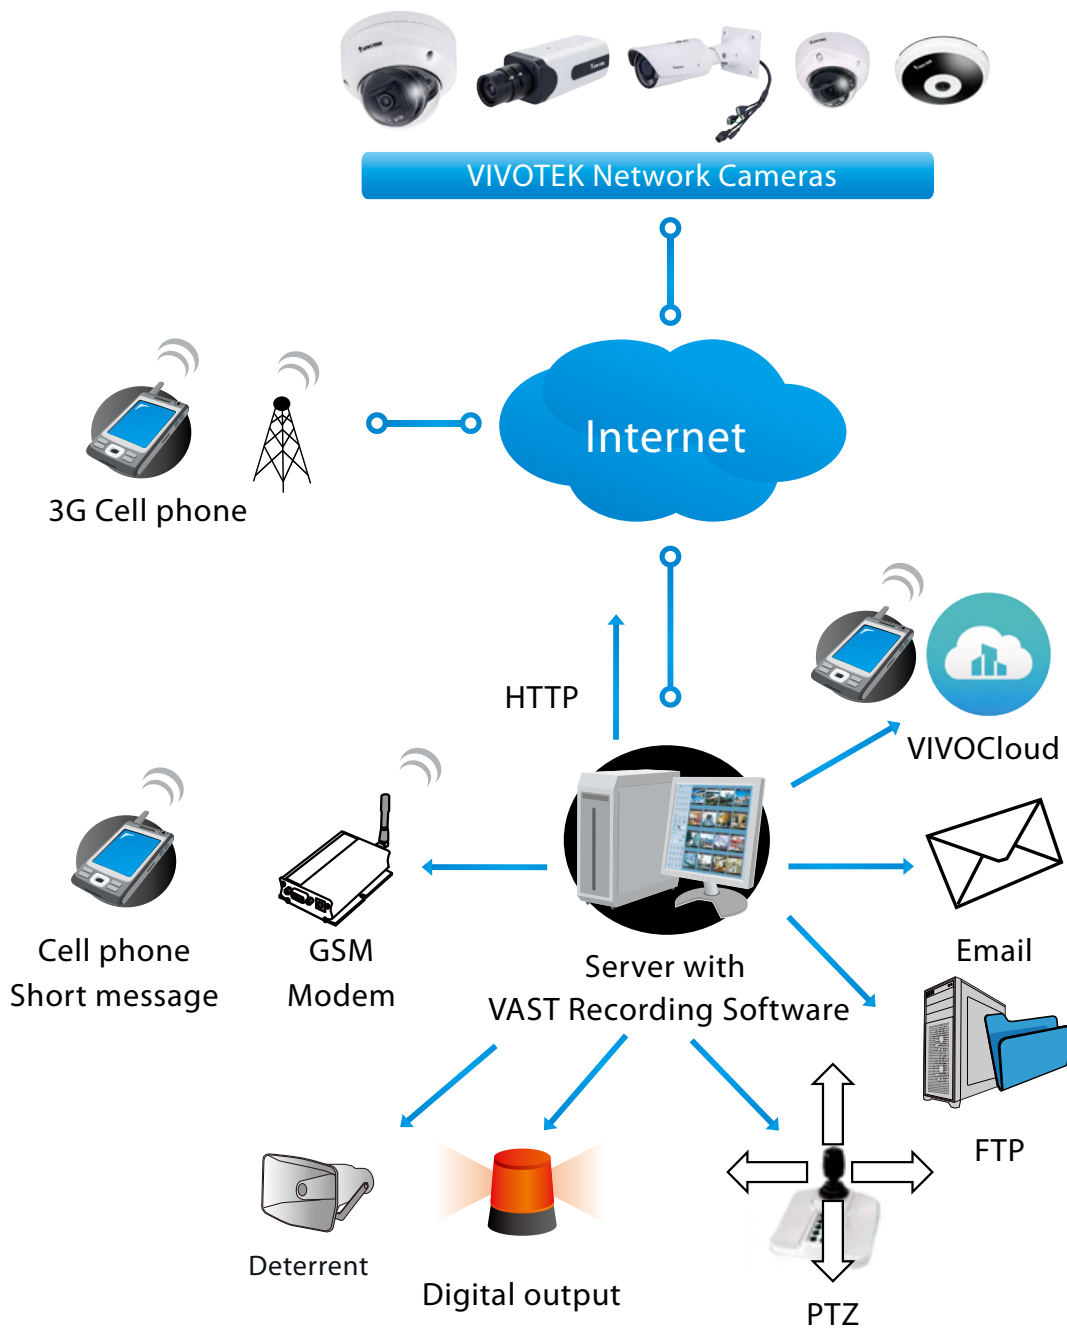 VIVOTEK Network Cameras
Internet
3G Cell phone
HTTP
VIVOCloud
Cell phone
Short message
GSM
Modem
Server with
VAST Recording Software
Email
FTP
Deterrent
Digital output
PTZ